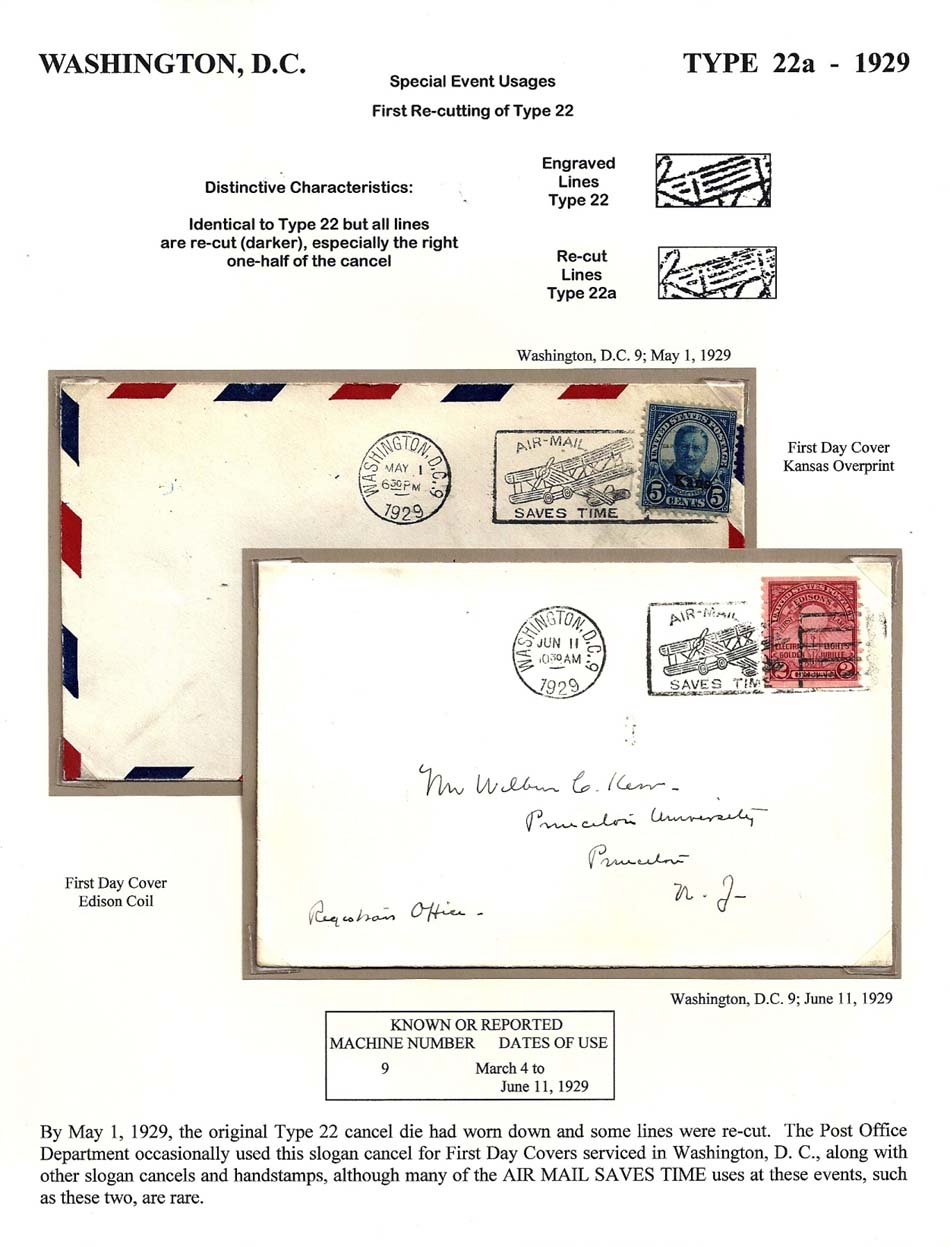 WASHINGTON, D.C.
TYPE 22a - 1929
Special Event Usages
First Re-cutting of Type 22
Distinctive Characteristics:
Identical to Type 22 but all lines
are re-cut (darker), especially the right
one-half of the cancel
Engraved
Lines
Type 22
Re-cut
Lines
Type 22a
Washington, D.C. 9; May 1, 1929
WASHINGTON, D.C. 9
MAY 1
6 30 PM
1929
AIR-MAIL
SAVES TIME
UNITED STATES POSTAGE
Kans.
5 CENTS 5
First Day Cover
Kansas Overprint
WASHINGTON, D.C. 9
JUN 11
10 30 AM
1929
AIR-MAIL
SAVES TIME
UNITED STATES POSTAGE
EDISON'S
FIRST LAMP
ELECTRIC LIGHT'S
GOLDEN JUBILEE
2 CENTS 2
Mr Wilbur C. Kerr -
Princeton University
Princeton
N. J-
Registrars Office -
First Day Cover
Edison Coil
Washington, D.C. 9; June 11, 1929
KNOWN OR REPORTED
MACHINE NUMBER DATES OF USE
9 March 4 to
June 11, 1929
By May 1, 1929, the original Type 22 cancel die had worn down and some lines were re-cut. The Post Office
Department occasionally used this slogan cancel for First Day Covers serviced in Washington, D. C., along with
other slogan cancels and handstamps, although many of the AIR MAIL SAVES TIME uses at these events, such
as these two, are rare.